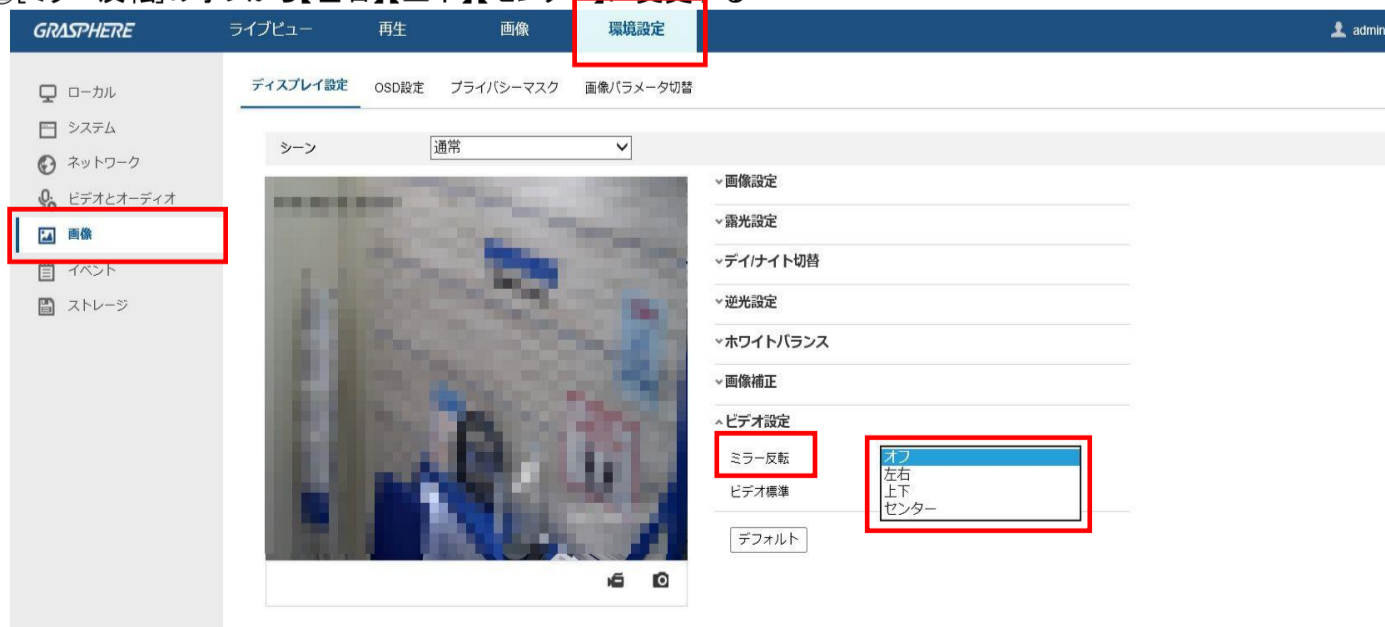 GRASPHERE ライブビュー 再生 画像 環境設定 admin
ローカル
システム
ネットワーク
ビデオとオーディオ
画像
イベント
ストレージ
ディスプレイ設定 OSD設定 プライバシーマスク 画像パラメータ切替
シーン 通常
画像設定
露光設定
デイ/ナイト切替
逆光設定
ホワイトバランス
画像補正
ビデオ設定
ミラー反転 オフ
左右
ビデオ標準 上下
センター
デフォルト